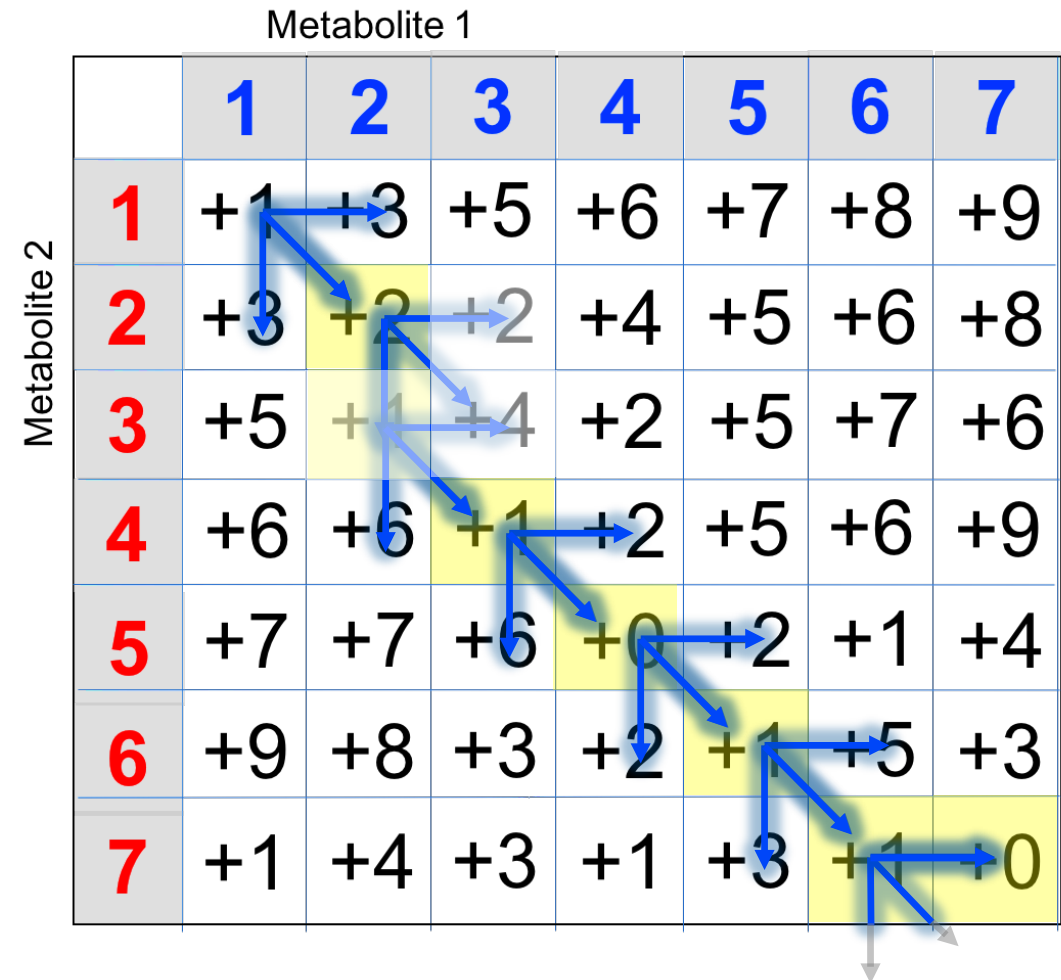 Metabolite 1
1 2 3 4 5 6 7
Metabolite 2
1 +1 +3 +5 +6 +7 +8 +9
2 +3 +2 +2 +4 +5 +6 +8
3 +5 +1 +4 +2 +5 +7 +6
4 +6 +6 +1 +2 +5 +6 +9
5 +7 +7 +6 +0 +2 +1 +4
6 +9 +8 +3 +2 +1 +5 +3
7 +1 +4 +3 +1 +3 +1 +0